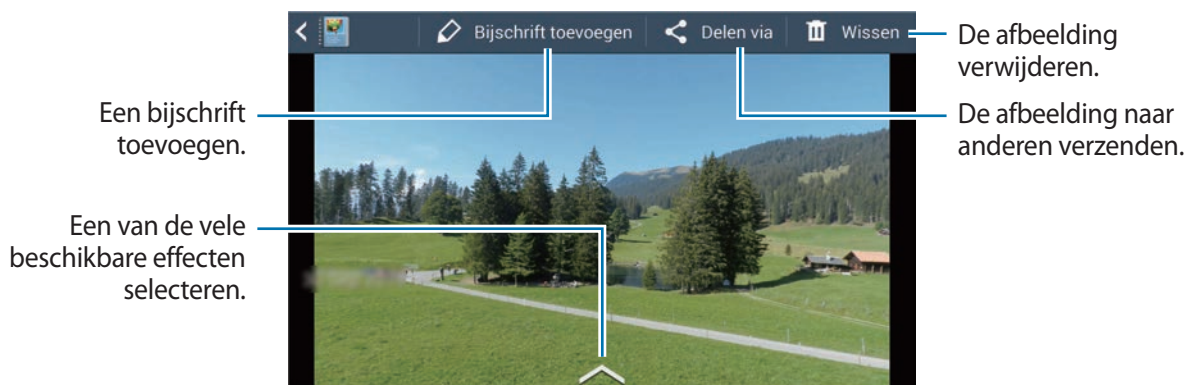 Bijschrift toevoegen
Delen via
Wissen
De afbeelding
verwijderen.
Een bijschrift
toevoegen.
De afbeelding naar
anderen verzenden.
Een van de vele
beschikbare effecten
selecteren.